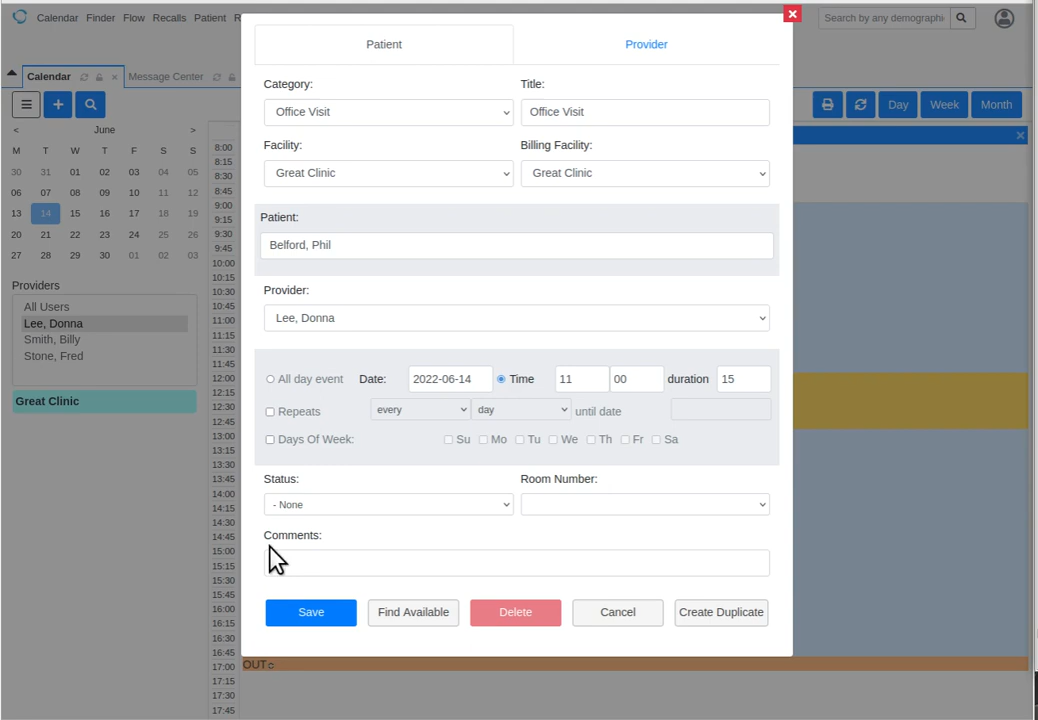 Calendar Finder Flow Recalls Patient R
Search by any demographi
Calendar Message Center
Day Week Month
< June >
M T W T F S S
30 31 01 02 03 04 05
06 07 08 09 10 11 12
13 14 15 16 17 18 19
20 21 22 23 24 25 26
27 28 29 30 01 02 03
Providers
All Users
Lee, Donna
Smith, Billy
Stone, Fred
Great Clinic
8:00
8:15
8:30
8:45
9:00
9:15
9:30
9:45
10:00
10:15
10:30
10:45
11:00
11:15
11:30
11:45
12:00
12:15
12:30
12:45
13:00
13:15
13:30
13:45
14:00
14:15
14:30
14:45
15:00
15:15
15:30
15:45
16:00
16:15
16:30
16:45
17:00
17:15
17:30
17:45
OUT
Patient Provider
Category: Title:
Office Visit Office Visit
Facility: Billing Facility:
Great Clinic Great Clinic
Patient:
Belford, Phil
Provider:
Lee, Donna
All day event Date: 2022-06-14 Time 11 00 duration 15
Repeats every day until date
Days Of Week: Su Mo Tu We Th Fr Sa
Status: Room Number:
- None
Comments:
Save Find Available Delete Cancel Create Duplicate